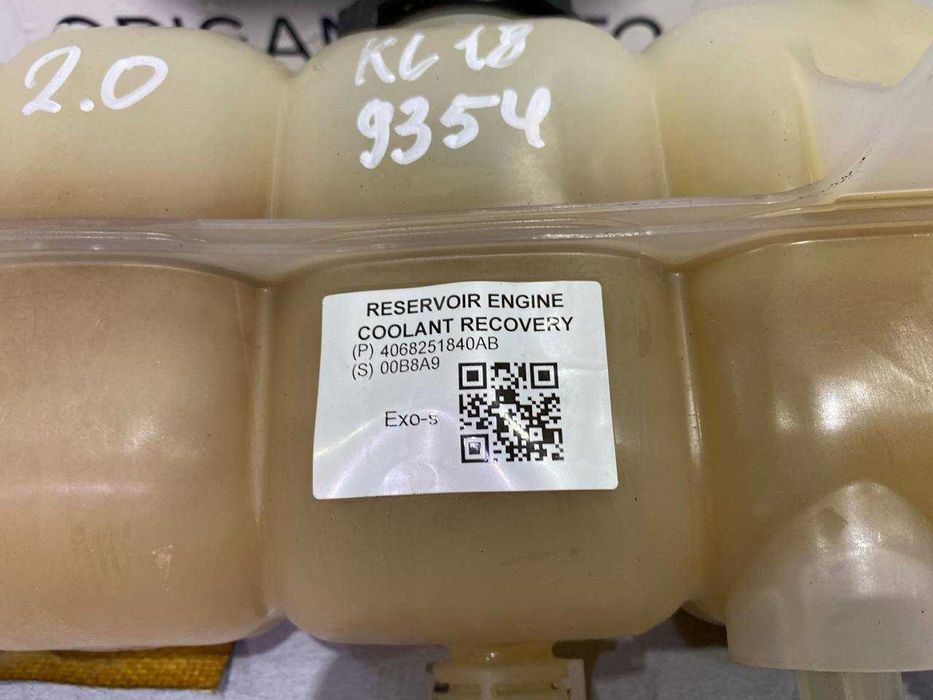 2.0
KL 18
9354
RESERVOIR ENGINE
COOLANT RECOVERY
(P) 4068251840AB
(S) 00B8A9
Exo-s